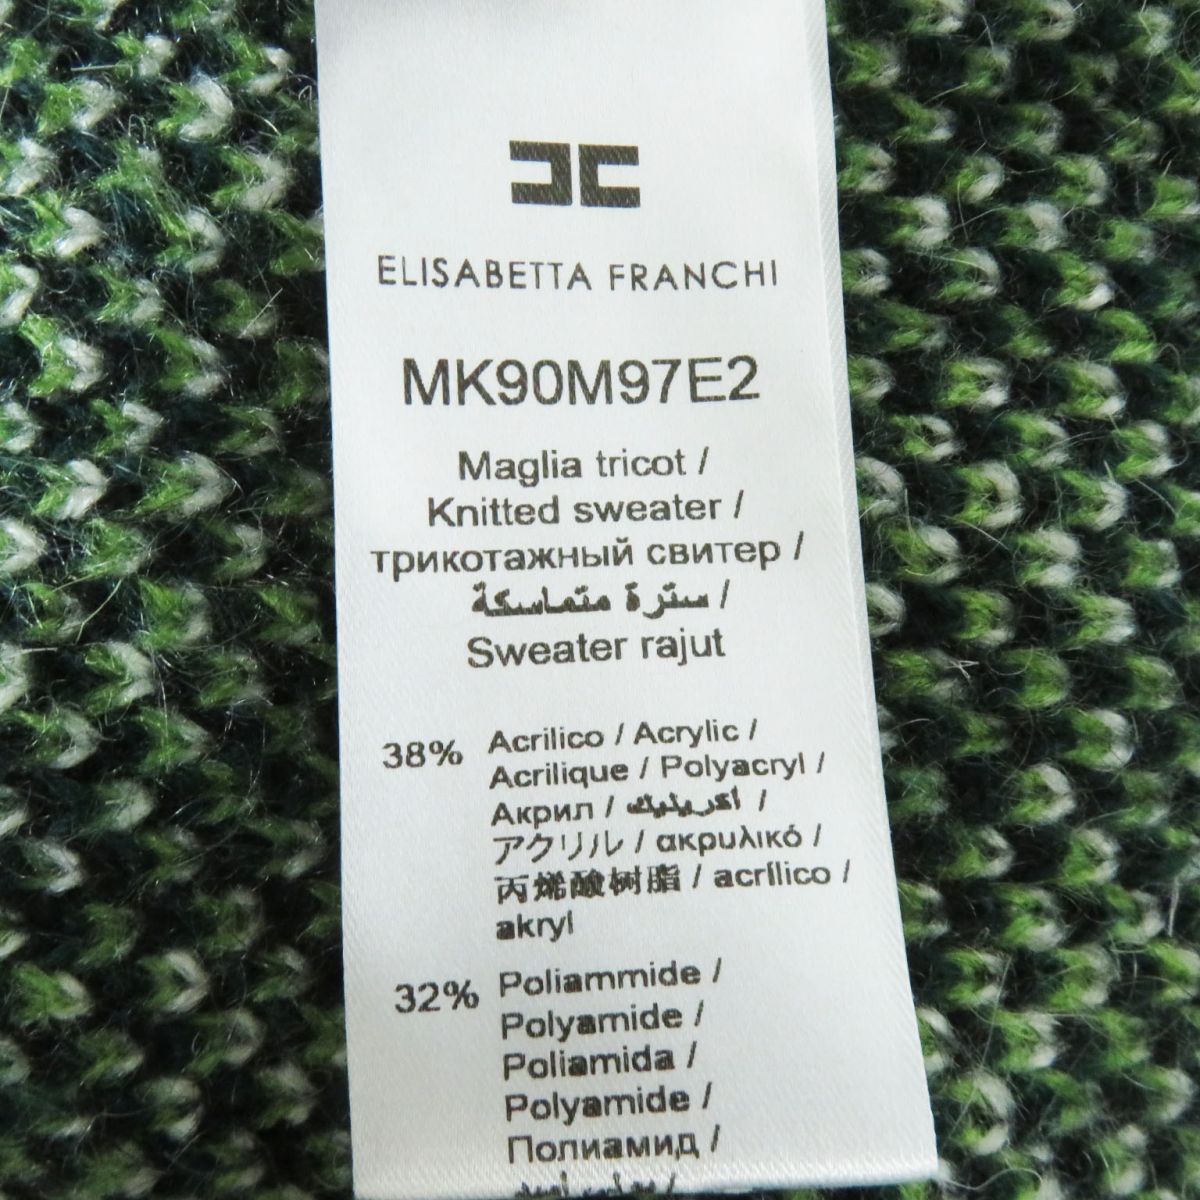 ELISABETTA FRANCHI
MK90M97E2
Maglia tricot /
Knitted sweater /
трикотажный свитер /
سترة متماسكة /
Sweater rajut
38% Acrilico / Acrylic /
Acrilique / Polyacryl /
Акрил / أكريليك /
アクリル / ακρυλικό /
丙烯酸树脂 / acrílico /
akryl
32% Poliammide /
Polyamide /
Poliamida /
Polyamide /
Полиамид /